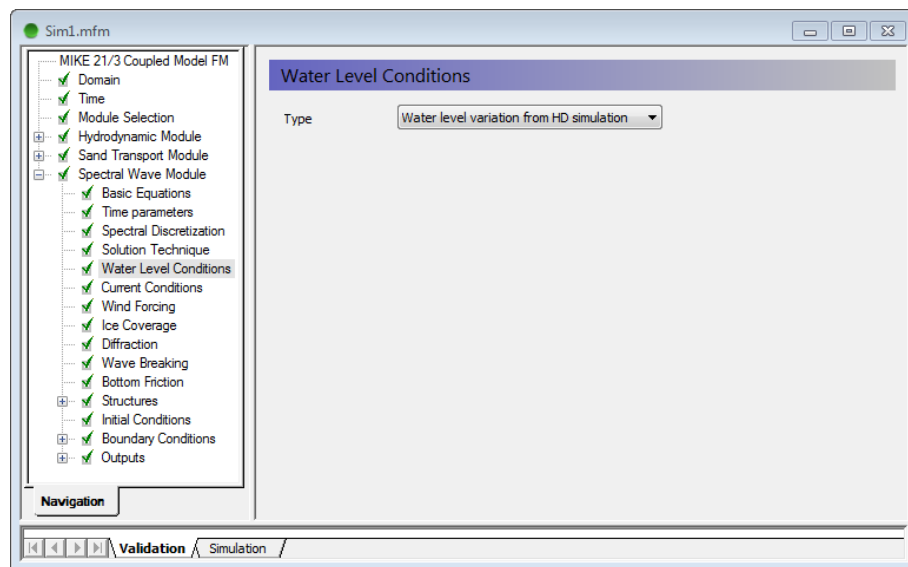 Sim1.mfm
MIKE 21/3 Coupled Model FM
Domain
Time
Module Selection
Hydrodynamic Module
Sand Transport Module
Spectral Wave Module
Basic Equations
Time parameters
Spectral Discretization
Solution Technique
Water Level Conditions
Current Conditions
Wind Forcing
Ice Coverage
Diffraction
Wave Breaking
Bottom Friction
Structures
Initial Conditions
Boundary Conditions
Outputs
Navigation
Water Level Conditions
Type Water level variation from HD simulation
Validation Simulation